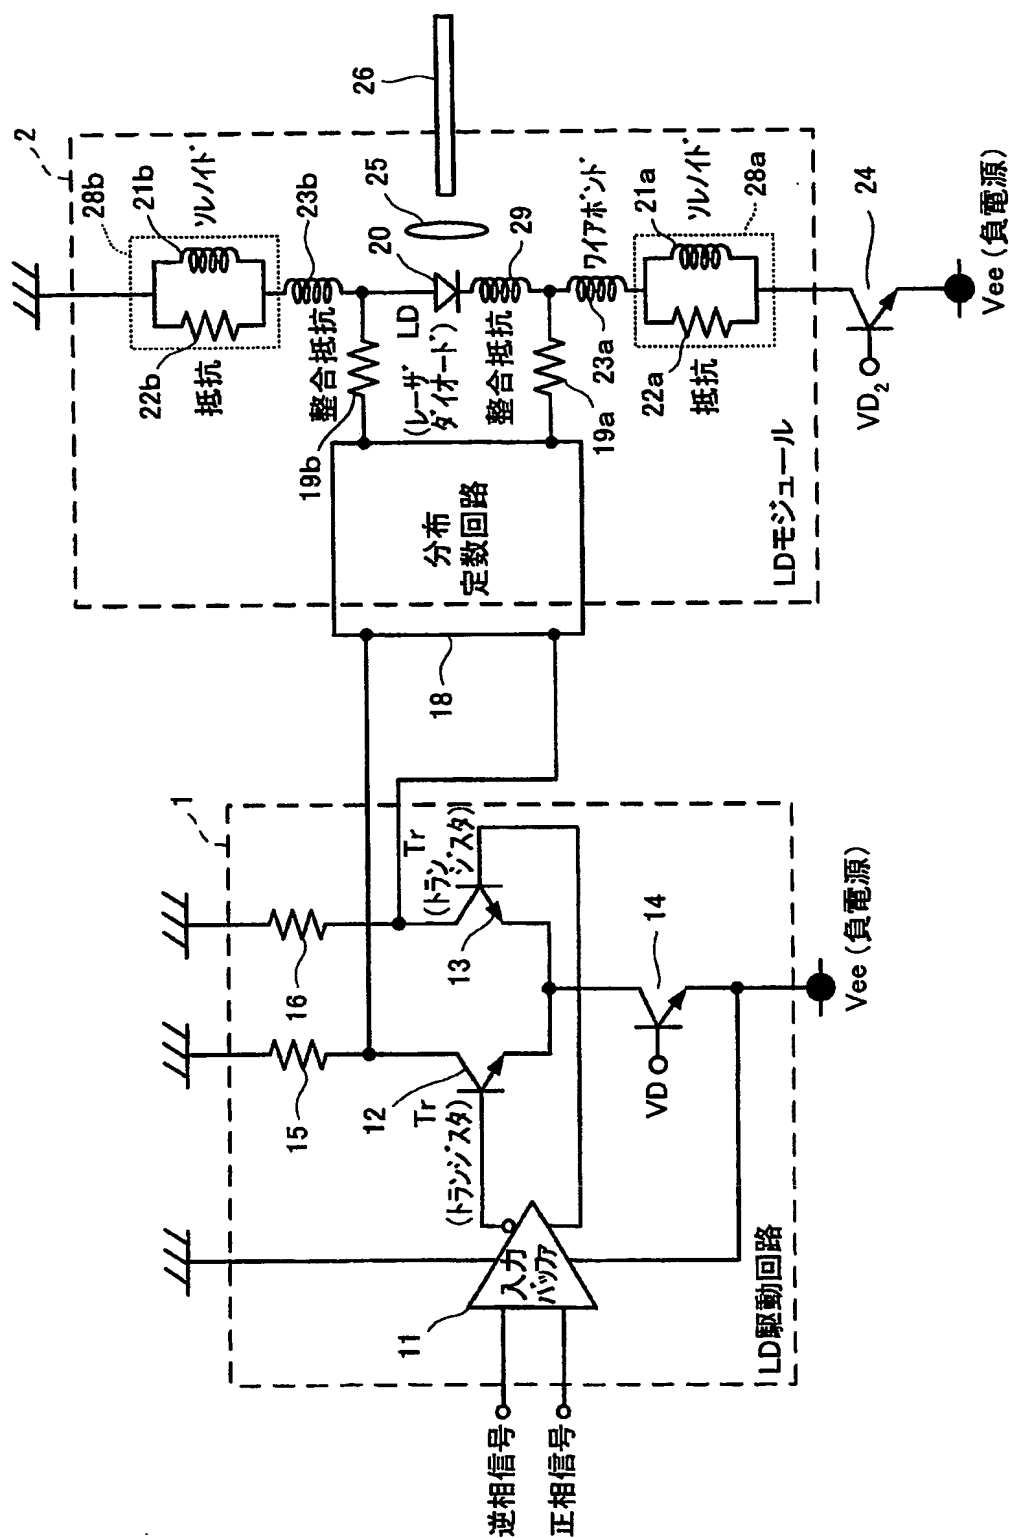 逆相信号
正相信号
11
入力
バッファ
LD駆動回路
1
15
16
12
Tr
(トランジスタ)
13
Tr
(トラン
ジスタ)
14
VD
Vee (負電源)
18
分布
定数回路
2
28b
21b
ソレノイド
22b
抵抗
23b
整合抵抗
19b
LD
(レーザ
ダイオード)
20
25
26
29
整合抵抗
19a
ワイアボンド
23a
21a
ソレノイド
28a
22a
抵抗
LDモジュール
24
VD2
Vee (負電源)